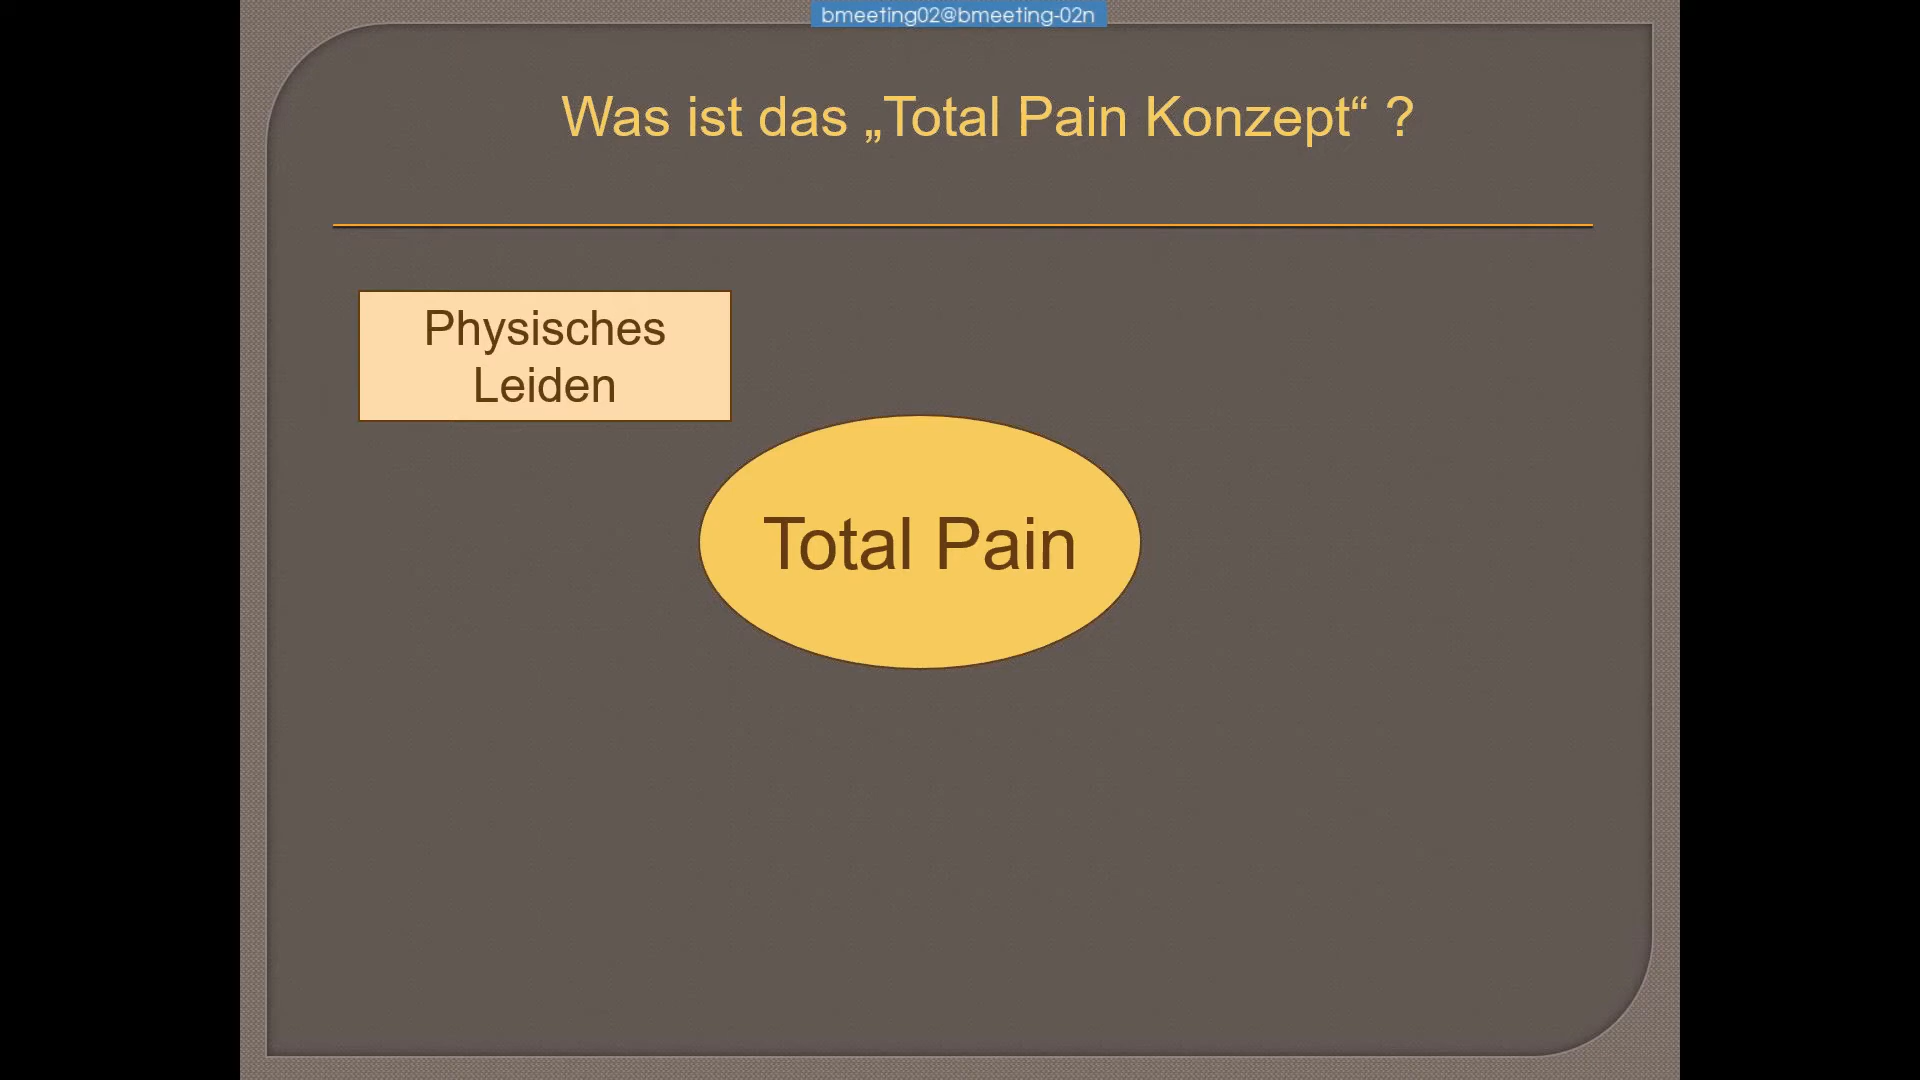 bmeeting02@bmeeting-02n
Was ist das „Total Pain Konzept“ ?
Physisches
Leiden
Total Pain